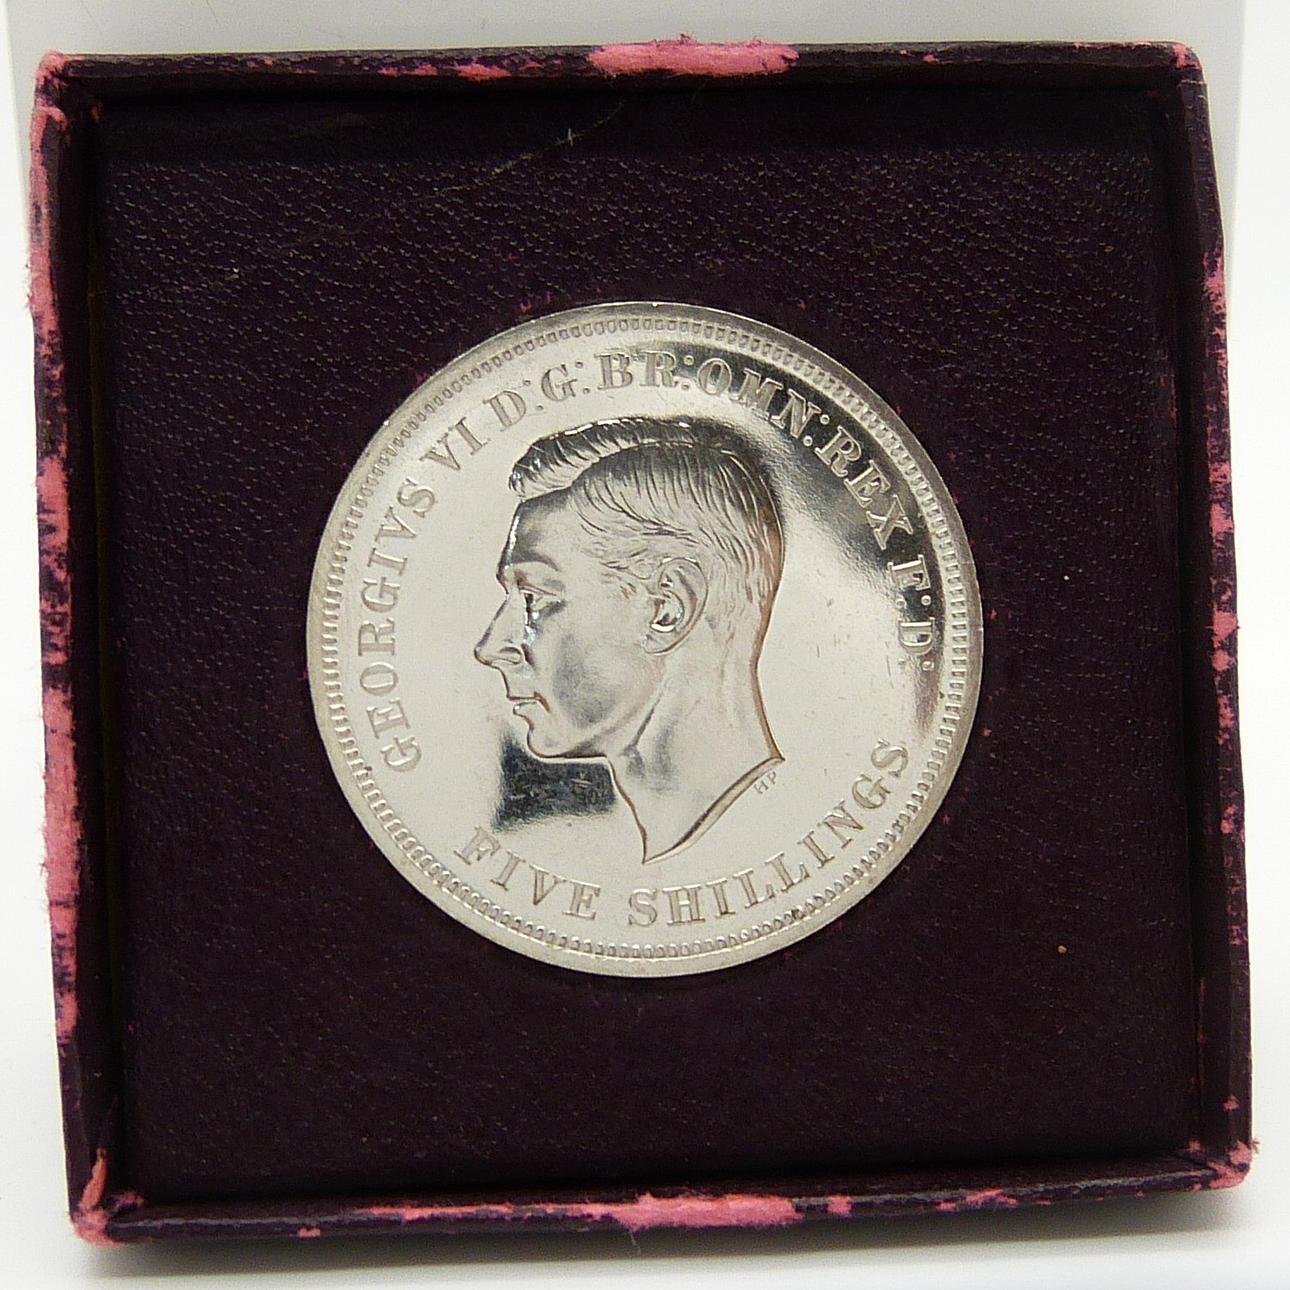 GEORGIVS VI D:G:BR:OMN:REX F:D:
HP
FIVE SHILLINGS